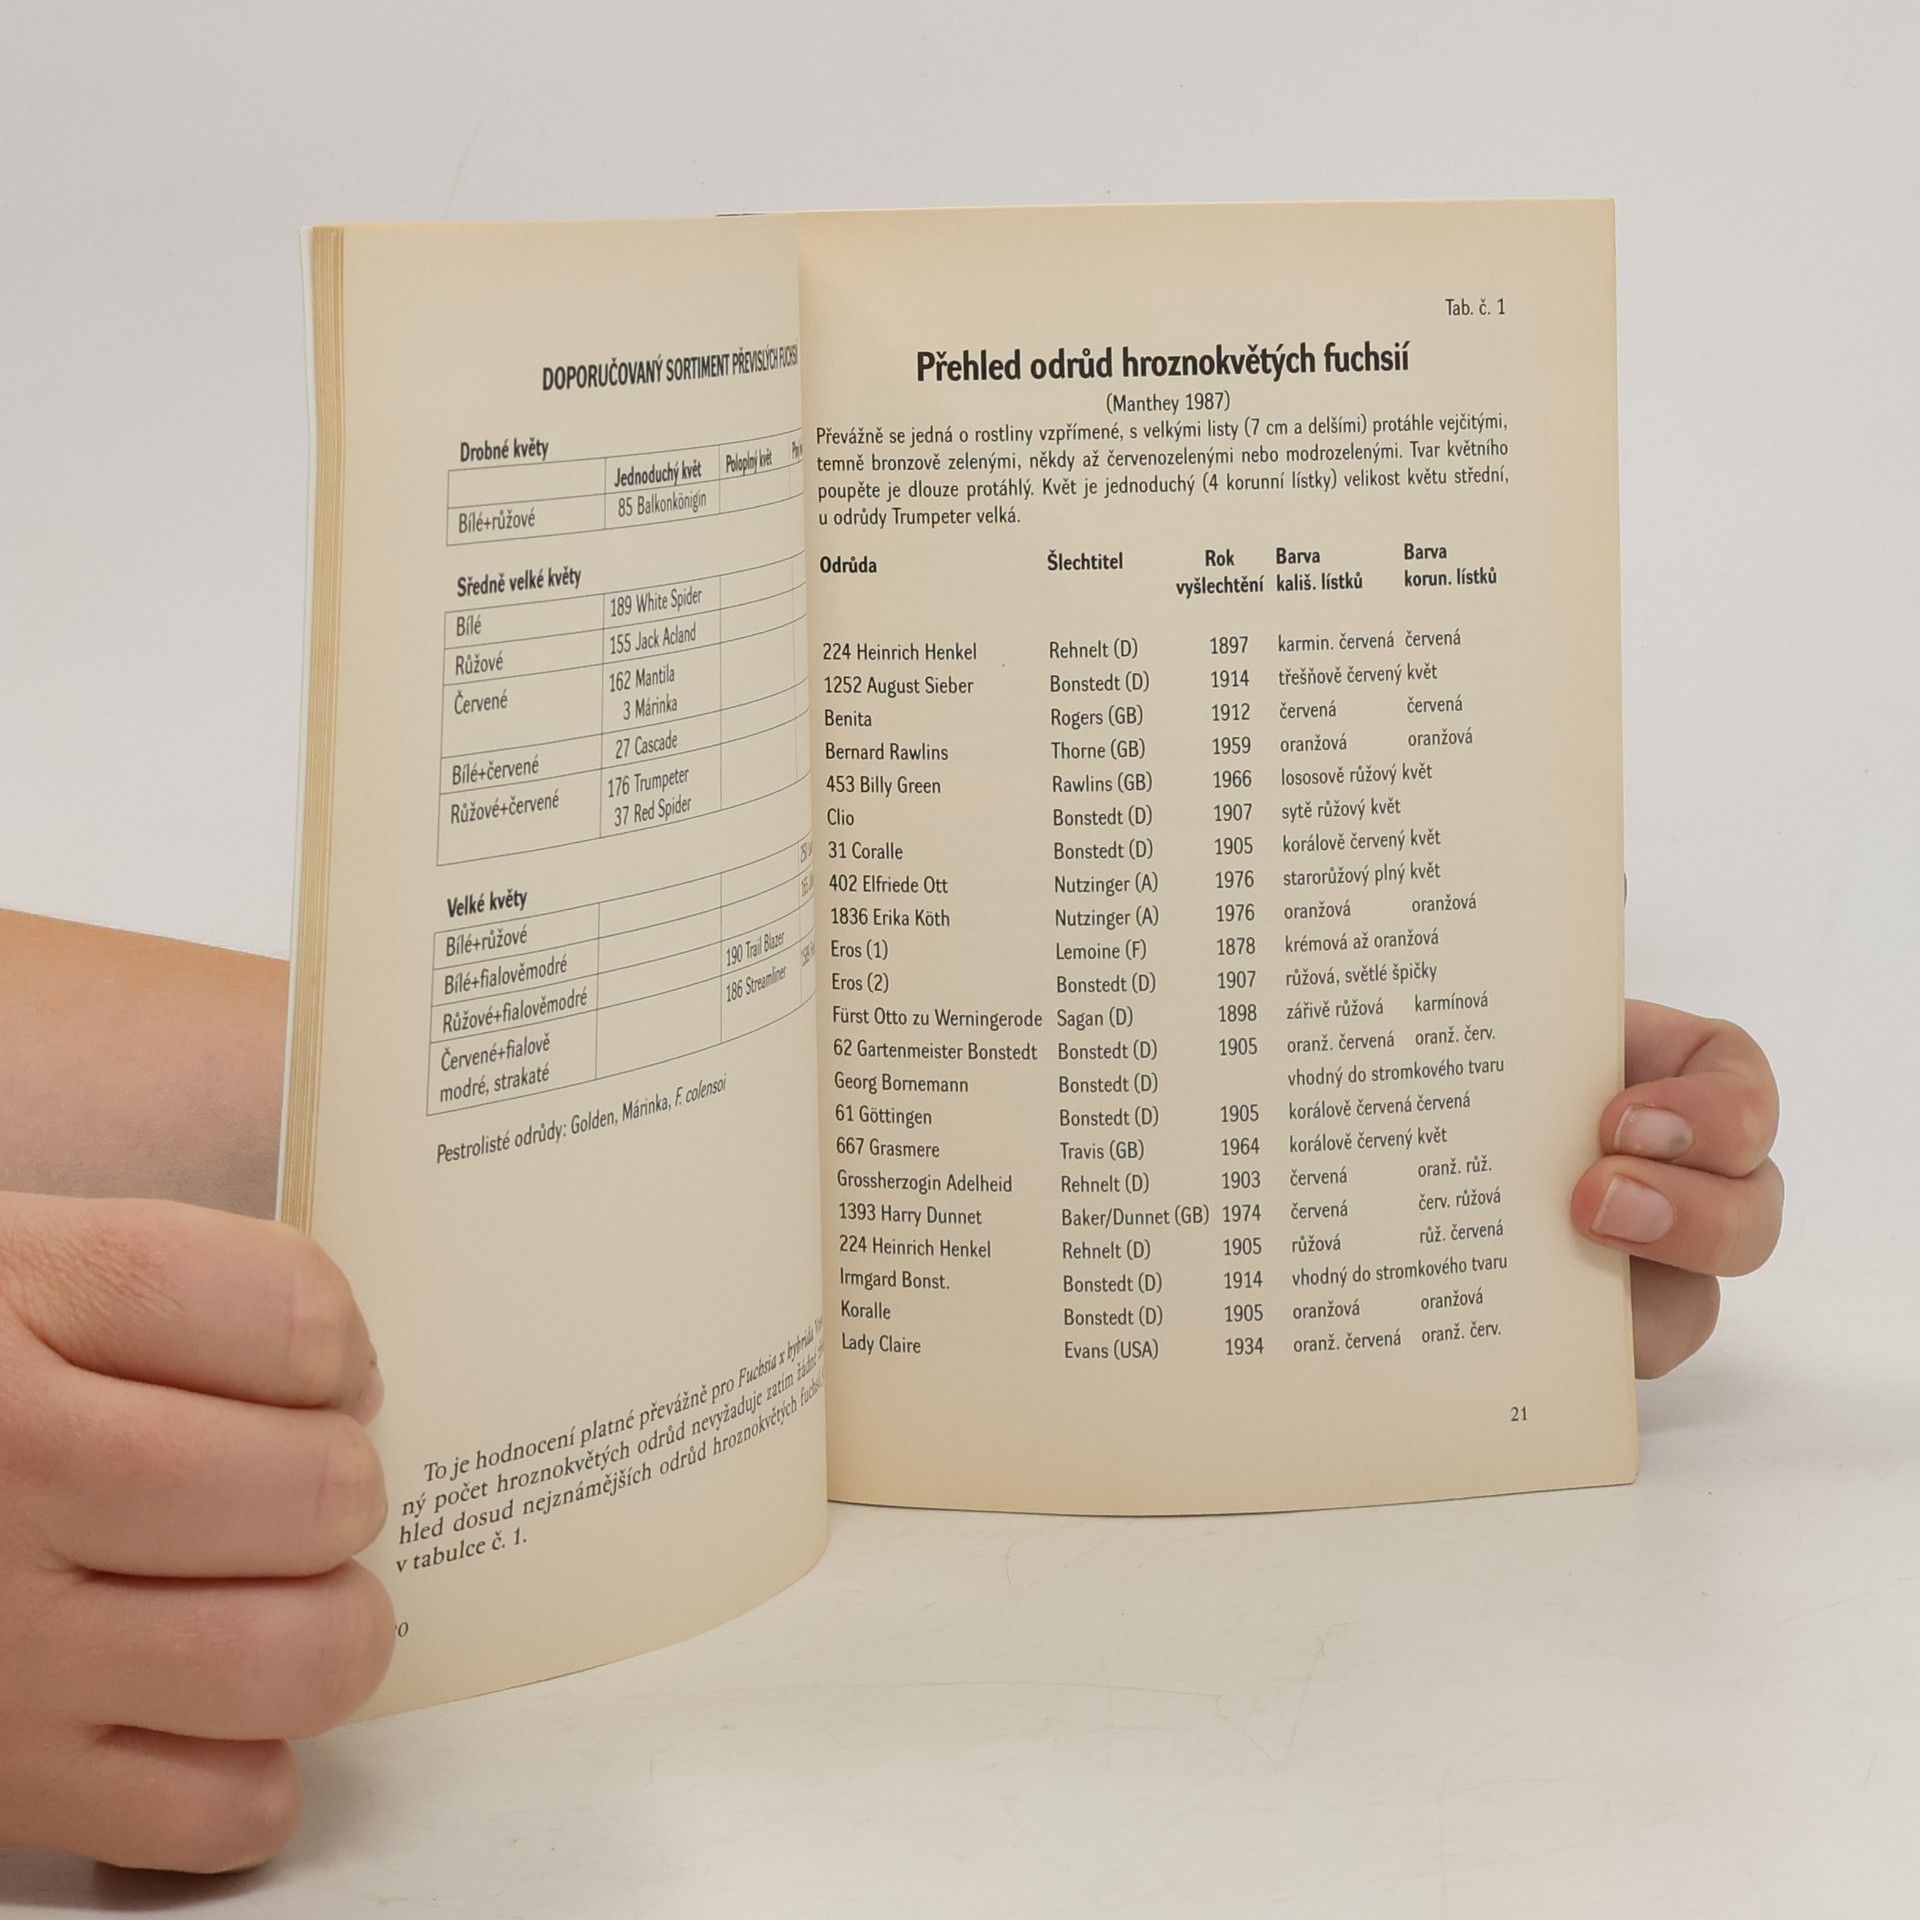 DOPORUČOVANÝ SORTIMENT PŘEVISLÝCH
Drobné květy
Jednoduchý květ Poloplný květ
Bílé+růžové 85 Balkonkönigin
Sředně velké květy
Bílé 189 White Spider
Růžové 155 Jack Acland
Červené 162 Mantila
3 Márinka
Bílé+červené 27 Cascade
Růžové+červené 176 Trumpeter
37 Red Spider
Velké květy
Bílé+růžové
Bílé+fialověmodré
Růžové+fialověmodré 190 Trail Blazer
Červené+fialově 186 Streamliner
modré, strakaté
Pestrolisté odrůdy: Golden, Márinka, F. colensoi
To je hodnocení platné převážně pro Fuchsia x hybrida
ný počet hroznokvětých odrůd nevyžaduje zatím žádné
hled dosud nejznámějších odrůd hroznokvětých
v tabulce č. 1.
Tab. č. 1
Přehled odrůd hroznokvětých fuchsií
(Manthey 1987)
Převážně se jedná o rostliny vzpřímené, s velkými listy (7 cm a delšími) protáhle vejčitými,
temně bronzově zelenými, někdy až červenozelenými nebo modrozelenými. Tvar květního
poupěte je dlouze protáhlý. Květ je jednoduchý (4 korunní lístky) velikost květu střední,
u odrůdy Trumpeter velká.
Odrůda Šlechtitel Rok Barva Barva
vyšlechtění kališ. lístků korun. lístků
224 Heinrich Henkel Rehnelt (D) 1897 karmin. červená červená
1252 August Sieber Bonstedt (D) 1914 třešňově červený květ
Benita Rogers (GB) 1912 červená červená
Bernard Rawlins Thorne (GB) 1959 oranžová oranžová
453 Billy Green Rawlins (GB) 1966 lososově růžový květ
Clio Bonstedt (D) 1907 sytě růžový květ
31 Coralle Bonstedt (D) 1905 korálově červený květ
402 Elfriede Ott Nutzinger (A) 1976 starorůžový plný květ
1836 Erika Köth Nutzinger (A) 1976 oranžová oranžová
Eros (1) Lemoine (F) 1878 krémová až oranžová
Eros (2) Bonstedt (D) 1907 růžová, světlé špičky
Fürst Otto zu Werningerode Sagan (D) 1898 zářivě růžová karmínová
62 Gartenmeister Bonstedt Bonstedt (D) 1905 oranž. červená oranž. červ.
Georg Bornemann Bonstedt (D) vhodný do stromkového tvaru
61 Göttingen Bonstedt (D) 1905 korálově červená červená
667 Grasmere Travis (GB) 1964 korálově červený květ
Grossherzogin Adelheid Rehnelt (D) 1903 červená oranž. růž.
1393 Harry Dunnet Baker/Dunnet (GB) 1974 červená červ. růžová
224 Heinrich Henkel Rehnelt (D) 1905 růžová růž. červená
Irmgard Bonst. Bonstedt (D) 1914 vhodný do stromkového tvaru
Koralle Bonstedt (D) 1905 oranžová oranžová
Lady Claire Evans (USA) 1934 oranž. červená oranž. červ.
21